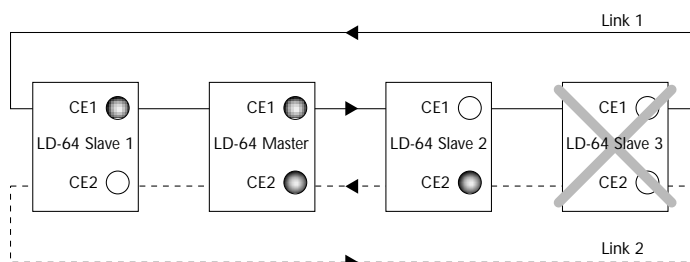 Link 1
CE1
LD-64 Slave 1
CE2
CE1
LD-64 Master
CE2
CE1
LD-64 Slave 2
CE2
CE1
LD-64 Slave 3
CE2
Link 2